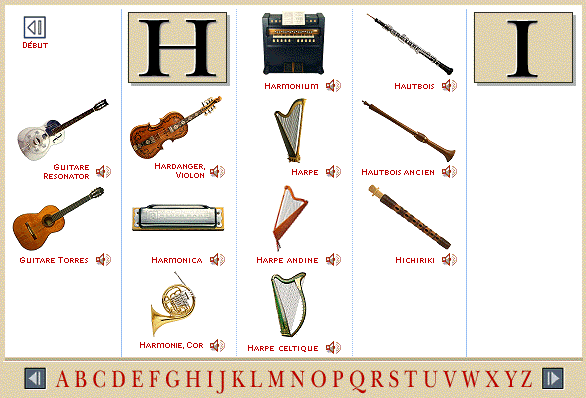 DÉBUT
GUITARE
RESONATOR
GUITARE TORRES
H
HARDANGER,
VIOLON
HARMONICA
HARMONIE, COR
HARMONIUM
HARPE
HARPE ANDINE
HARPE CELTIQUE
HAUTBOIS
HAUTBOIS ANCIEN
HICHIRIKI
I
A B C D E F G H I J K L M N O P Q R S T U V W X Y Z